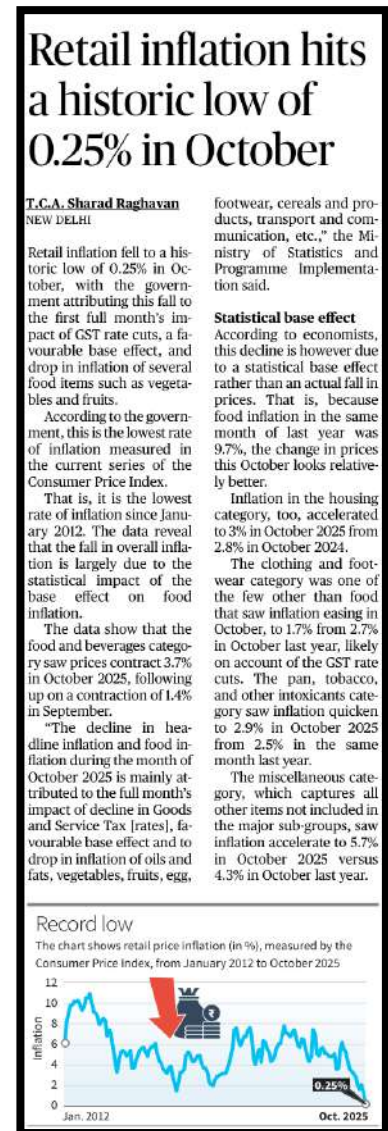 Retail inflation hits
a historic low of
0.25% in October
T.C.A. Sharad Raghavan
NEW DELHI
Retail inflation fell to a his-
toric low of 0.25% in Oc-
tober, with the govern-
ment attributing this fall to
the first full month's im-
pact of GST rate cuts, a fa-
vourable base effect, and
drop in inflation of several
food items such as vegeta-
bles and fruits.
According to the govern-
ment, this is the lowest rate
of inflation measured in
the current series of the
Consumer Price Index.
That is, it is the lowest
rate of inflation since Janu-
ary 2012. The data reveal
that the fall in overall infla-
tion is largely due to the
statistical impact of the
base effect on food
inflation.
The data show that the
food and beverages catego-
ry saw prices contract 3.7%
in October 2025, following
up on a contraction of 1.4%
in September.
"The decline in hea-
dline inflation and food in-
flation during the month of
October 2025 is mainly at-
tributed to the full month's
impact of decline in Goods
and Service Tax [rates], fa-
vourable base effect and to
drop in inflation of oils and
fats, vegetables, fruits, egg,
footwear, cereals and pro-
ducts, transport and com-
munication, etc.," the Mi-
nistry of Statistics and
Programme Implementa-
tion said.
Statistical base effect
According to economists,
this decline is however due
to a statistical base effect
rather than an actual fall in
prices. That is, because
food inflation in the same
month of last year was
9.7%, the change in prices
this October looks relative-
ly better.
Inflation in the housing
category, too, accelerated
to 3% in October 2025 from
2.8% in October 2024.
The clothing and foot-
wear category was one of
the few other than food
that saw inflation easing in
October, to 1.7% from 2.7%
in October last year, likely
on account of the GST rate
cuts. The pan, tobacco,
and other intoxicants cate-
gory saw inflation quicken
to 2.9% in October 2025
from 2.5% in the same
month last year.
The miscellaneous cate-
gory, which captures all
other items not included in
the major sub-groups, saw
inflation accelerate to 5.7%
in October 2025 versus
4.3% in October last year.
Record low
The chart shows retail price inflation (in %), measured by the
Consumer Price Index, from January 2012 to October 2025
12
10
8
6
4
2
0
Inflation
₹
0.25%
Jan. 2012
Oct. 2025